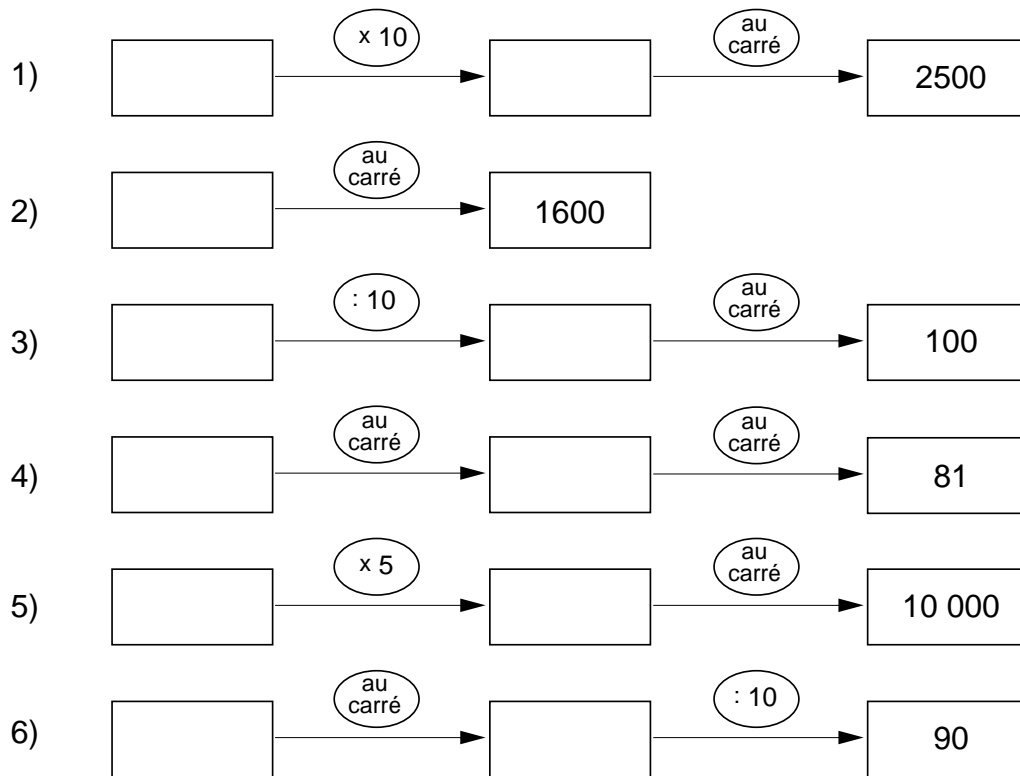 x 10
au
carré
1)
2500
au
carré
2)
1600
: 10
au
carré
3)
100
au
carré
au
carré
4)
81
x 5
au
carré
5)
10 000
au
carré
: 10
6)
90